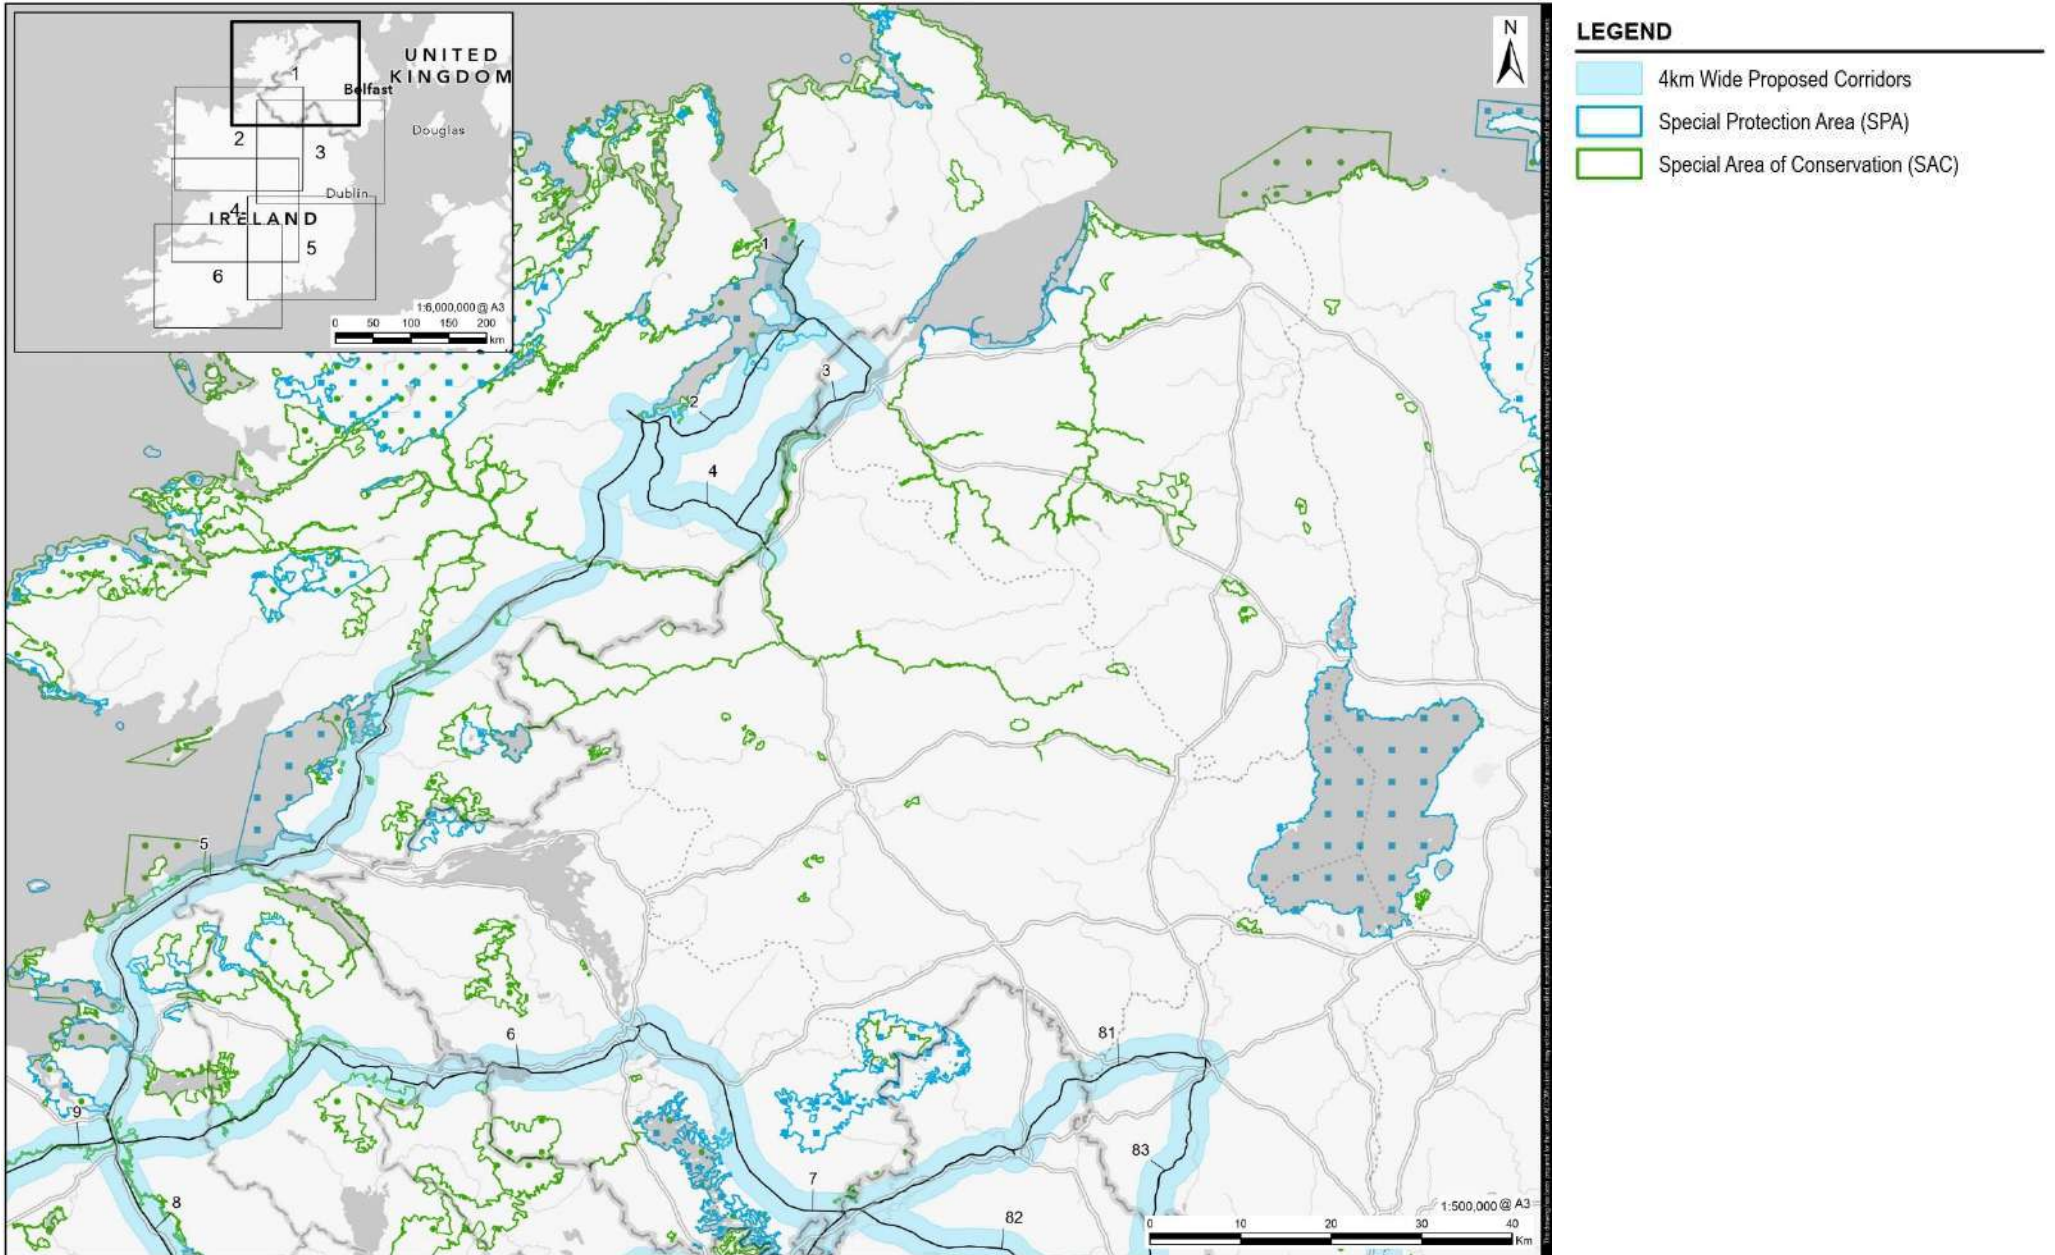 UNITED
KINGDOM
1
Belfast
Douglas
2
3
Dublin
4
IRELAND
5
6
1:6,000,000 @ A3
0 50 100 150 200
km
N
LEGEND
4km Wide Proposed Corridors
Special Protection Area (SPA)
Special Area of Conservation (SAC)
1
3
2
4
5
6
81
9
83
7
8
82
1:500,000 @ A3
0 10 20 30 40
Km